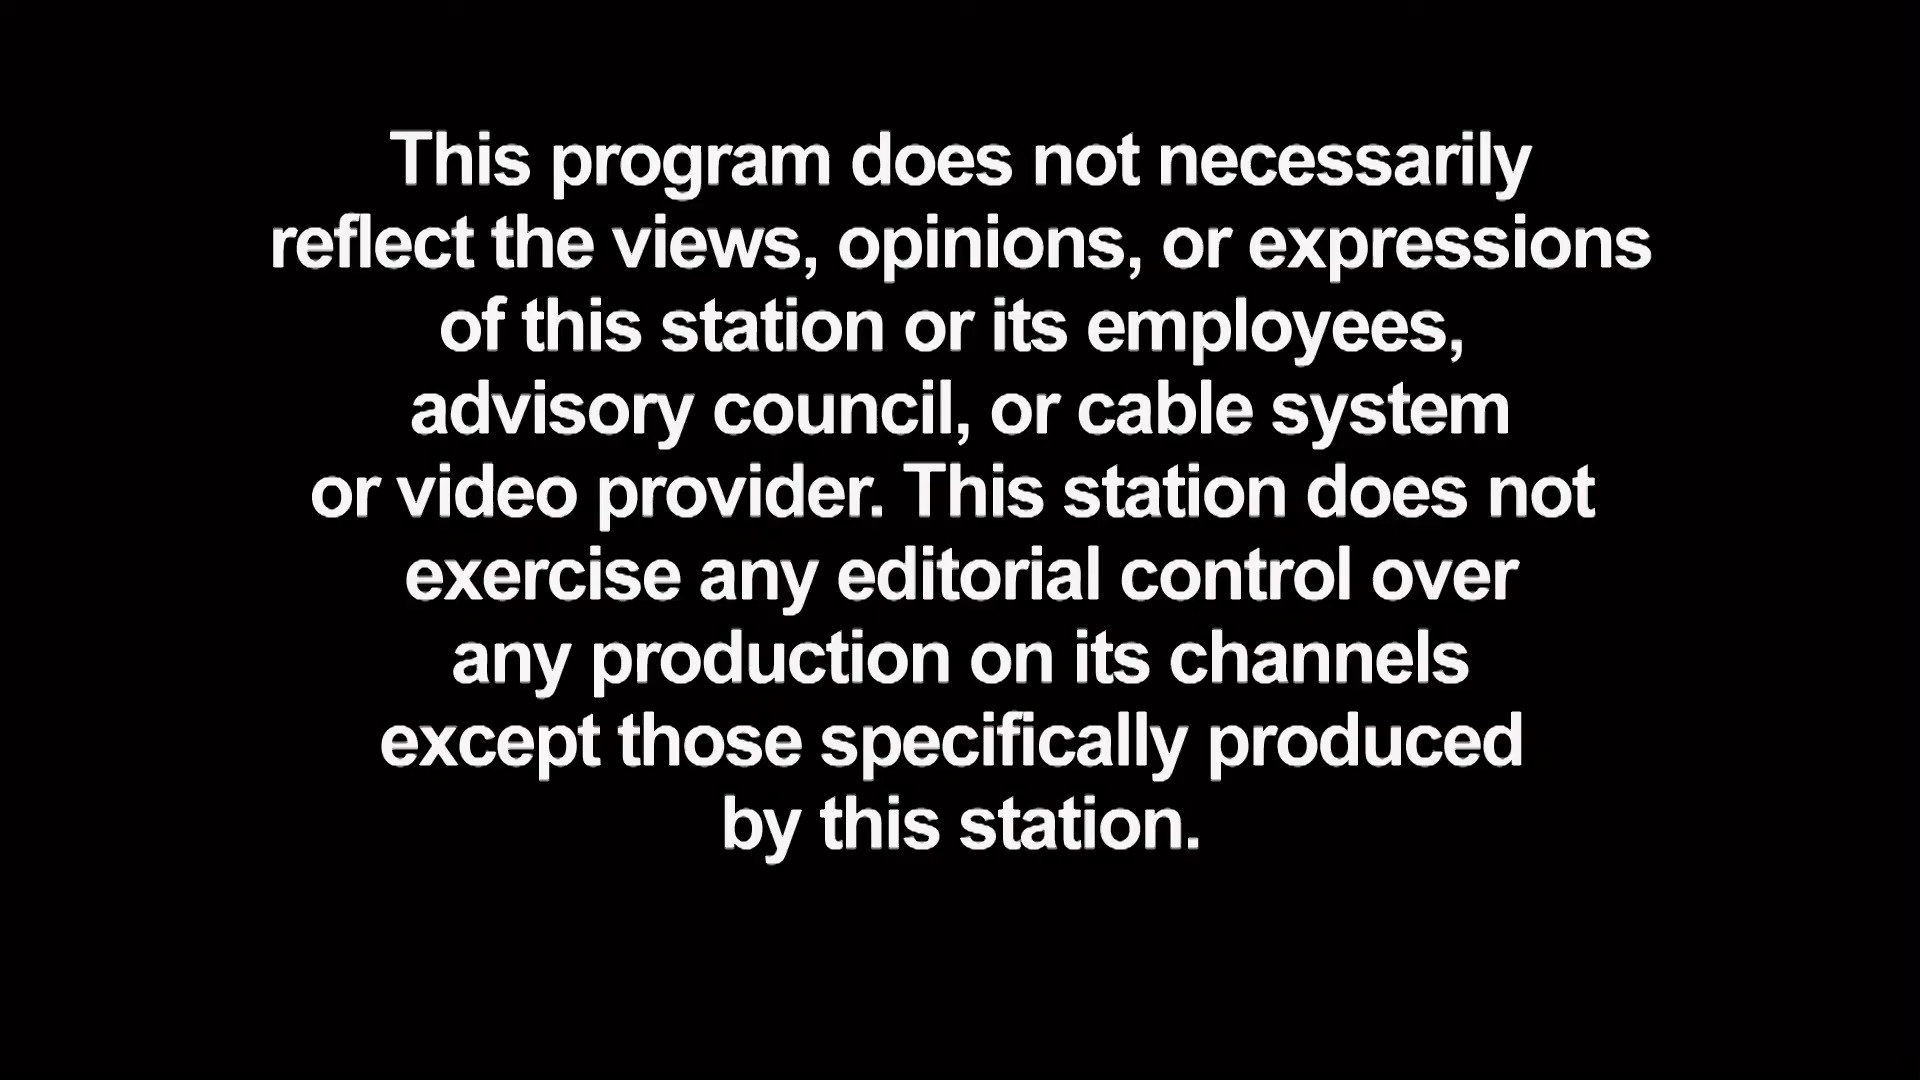 This program does not necessarily
reflect the views, opinions, or expressions
of this station or its employees,
advisory council, or cable system
or video provider. This station does not
exercise any editorial control over
any production on its channels
except those specifically produced
by this station.